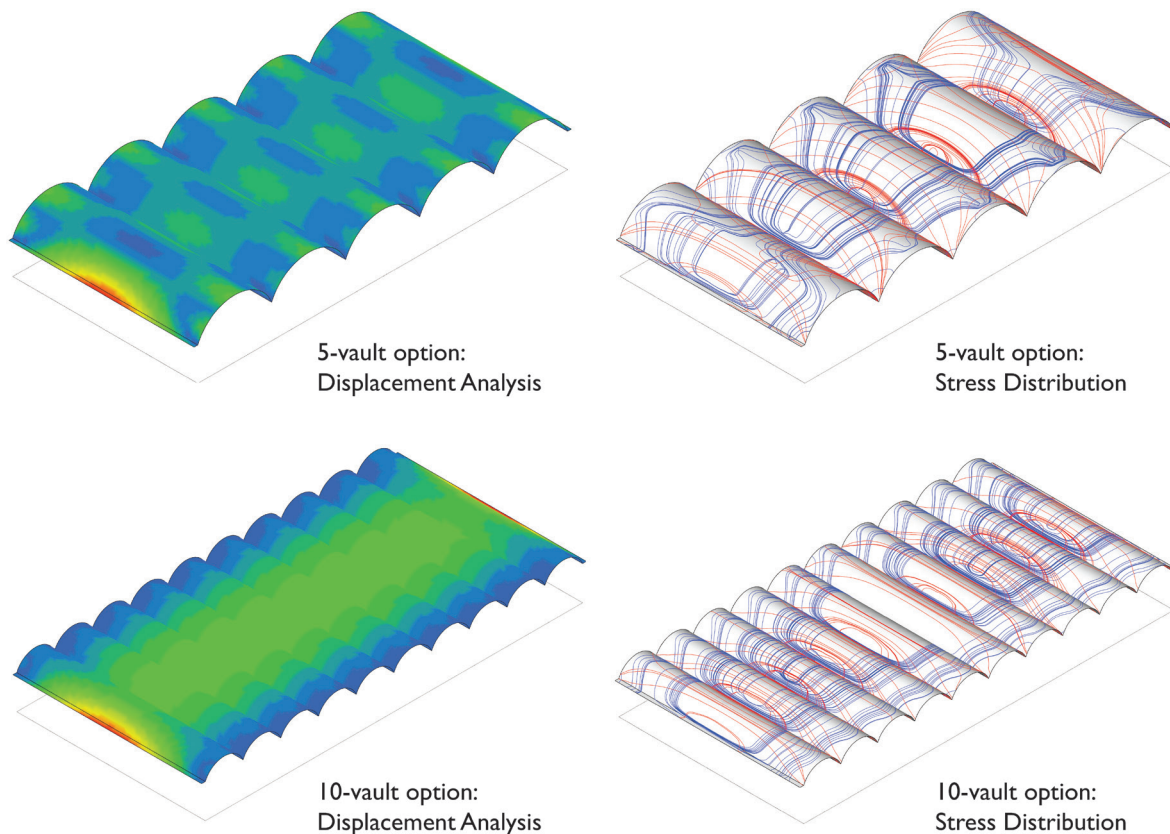 5-vault option:
Displacement Analysis
5-vault option:
Stress Distribution
10-vault option:
Displacement Analysis
10-vault option:
Stress Distribution